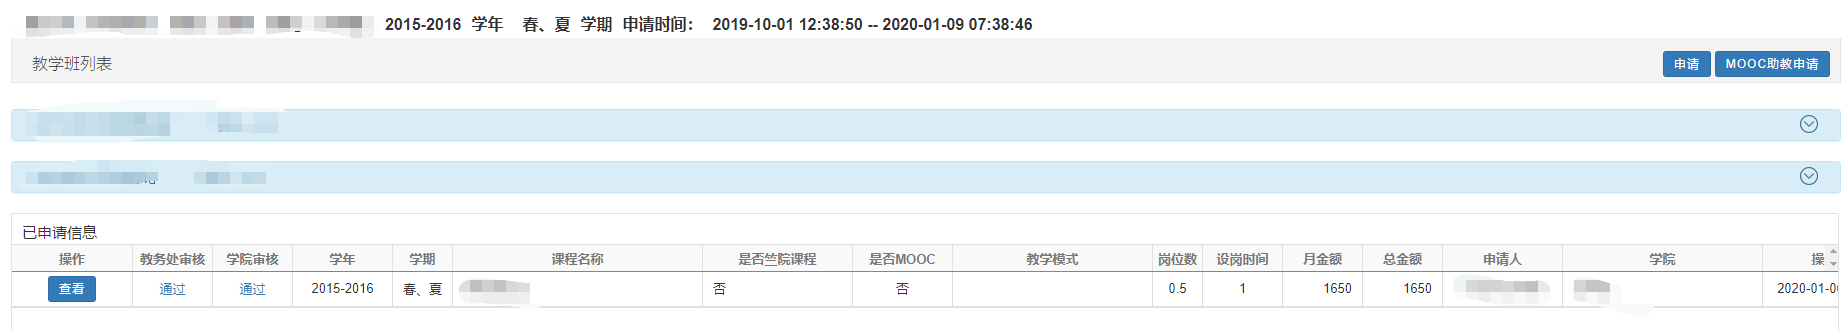 2015-2016 学年 春、夏 学期 申请时间： 2019-10-01 12:38:50 -- 2020-01-09 07:38:46
教学班列表 申请 MOOC助教申请
已申请信息
操作 教务处审核 学院审核 学年 学期 课程名称 是否竺院课程 是否MOOC 教学模式 岗位数 设岗时间 月金额 总金额 申请人 学院 操
查看 通过 通过 2015-2016 春、夏 否 否 0.5 1 1650 1650 2020-01-0